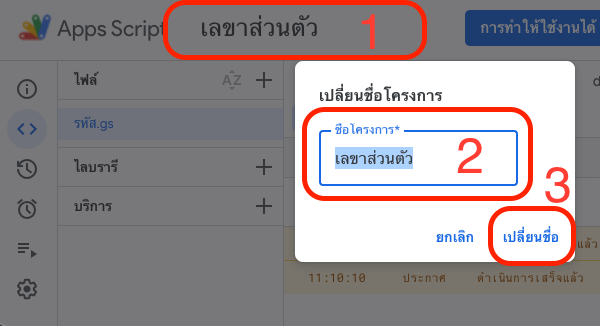 Apps Script
เลขาส่วนตัว
1
การทำให้ใช้งานได้
ไฟล์
AZ
รหัส.gs
ไลบรารี
บริการ
เปลี่ยนชื่อโครงการ
ชื่อโครงการ*
เลขาส่วนตัว
2
3
ยกเลิก
เปลี่ยนชื่อ
แล้ว
11:10:10 ประกาศ ดำเนินการเสร็จแล้ว